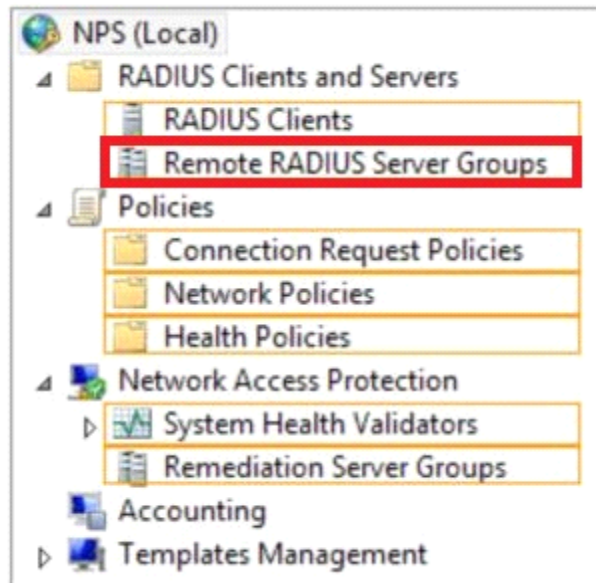 NPS (Local)
RADIUS Clients and Servers
RADIUS Clients
Remote RADIUS Server Groups
Policies
Connection Request Policies
Network Policies
Health Policies
Network Access Protection
System Health Validators
Remediation Server Groups
Accounting
Templates Management